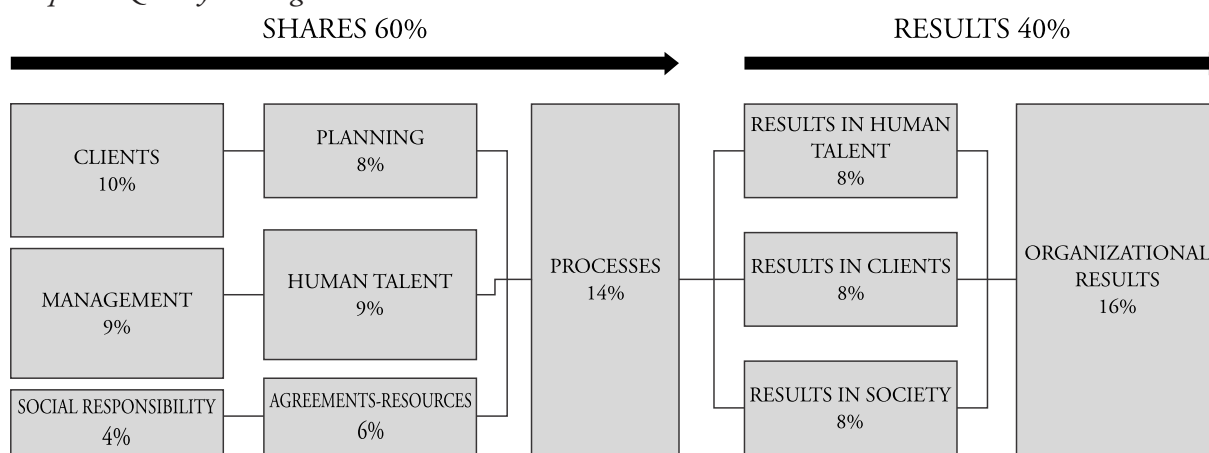 SHARES 60%
RESULTS 40%
CLIENTS
10%
PLANNING
8%
PROCESSES
14%
RESULTS IN HUMAN
TALENT
8%
ORGANIZATIONAL
RESULTS
16%
MANAGEMENT
9%
HUMAN TALENT
9%
RESULTS IN CLIENTS
8%
SOCIAL RESPONSIBILITY
4%
AGREEMENTS-RESOURCES
6%
RESULTS IN SOCIETY
8%